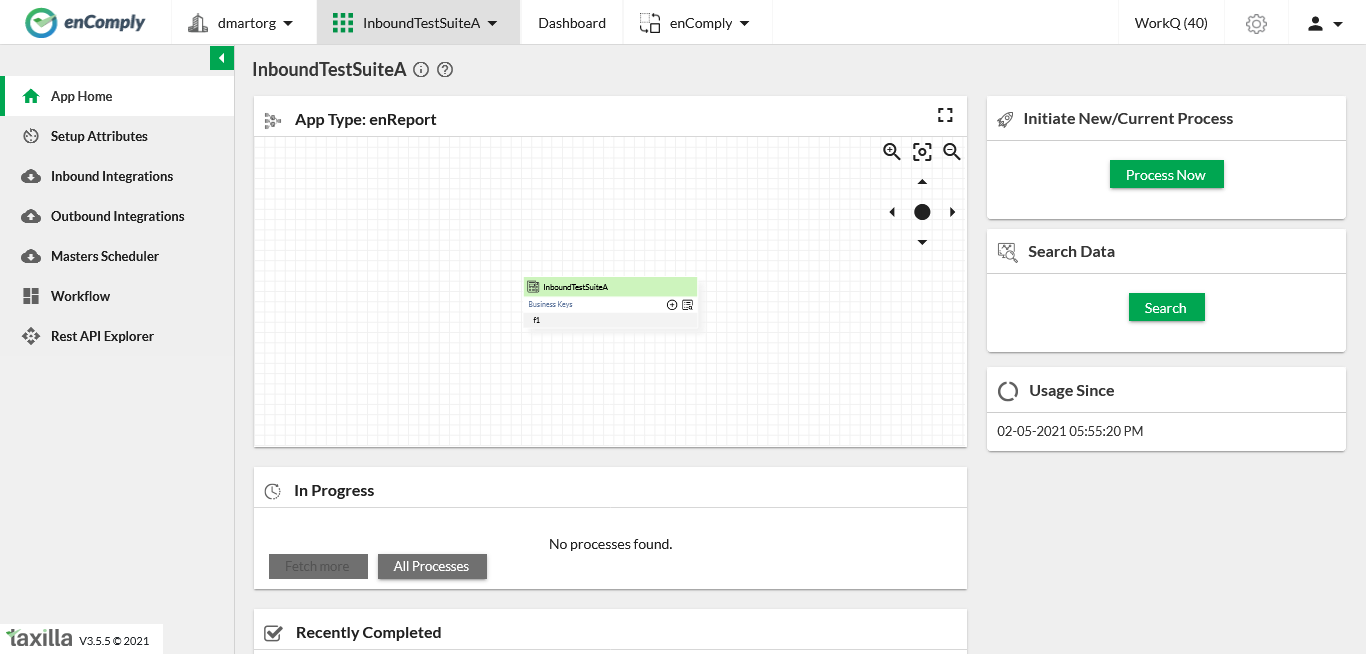 enComply
dmartorg
InboundTestSuiteA
Dashboard
enComply
WorkQ (40)
InboundTestSuiteA
App Home
Setup Attributes
Inbound Integrations
Outbound Integrations
Masters Scheduler
Workflow
Rest API Explorer
App Type: enReport
InboundTestSuiteA
Business Keys
f1
Initiate New/Current Process
Process Now
Search Data
Search
Usage Since
02-05-2021 05:55:20 PM
In Progress
No processes found.
Fetch more
All Processes
Recently Completed
taxilla V3.5.5 © 2021